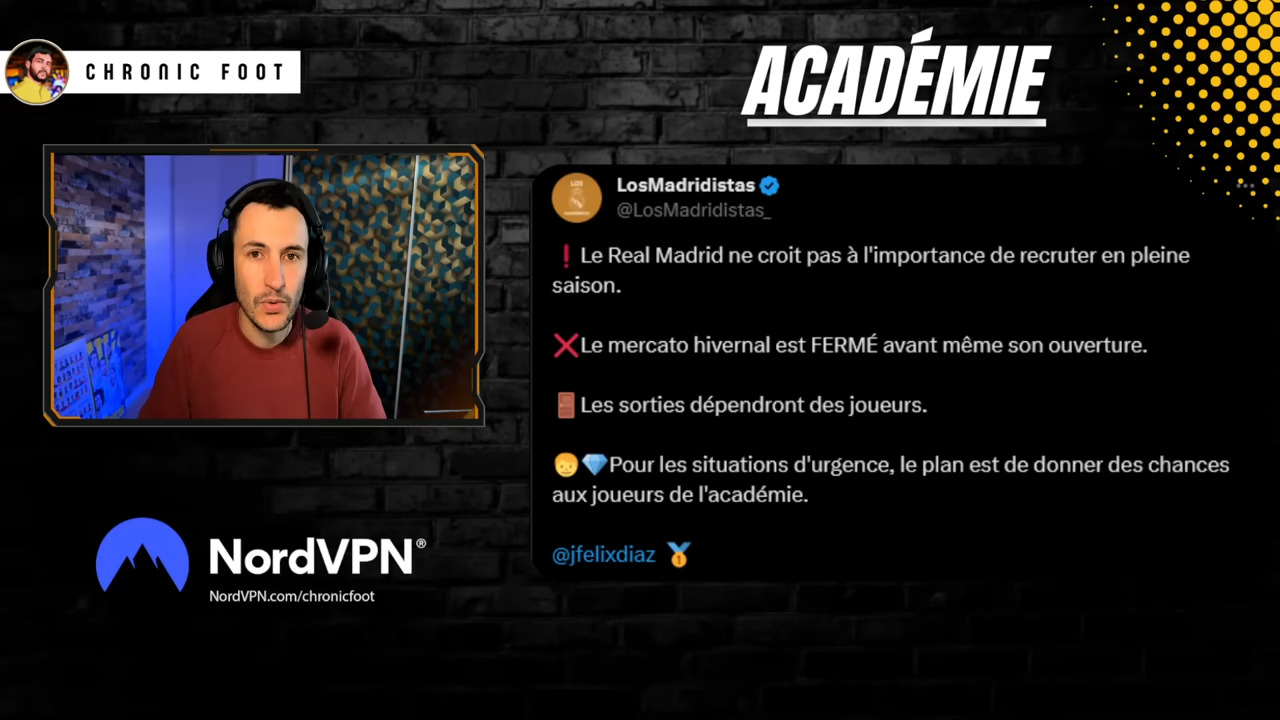 CHRONIC FOOT
ACADÉMIE
LosMadridistas
@LosMadridistas_
❗Le Real Madrid ne croit pas à l'importance de recruter en pleine
saison.
❌Le mercato hivernal est FERMÉ avant même son ouverture.
🚪Les sorties dépendront des joueurs.
👦💎Pour les situations d'urgence, le plan est de donner des chances
aux joueurs de l'académie.
@jfelixdiaz 🥇
NordVPN®
NordVPN.com/chronicfoot